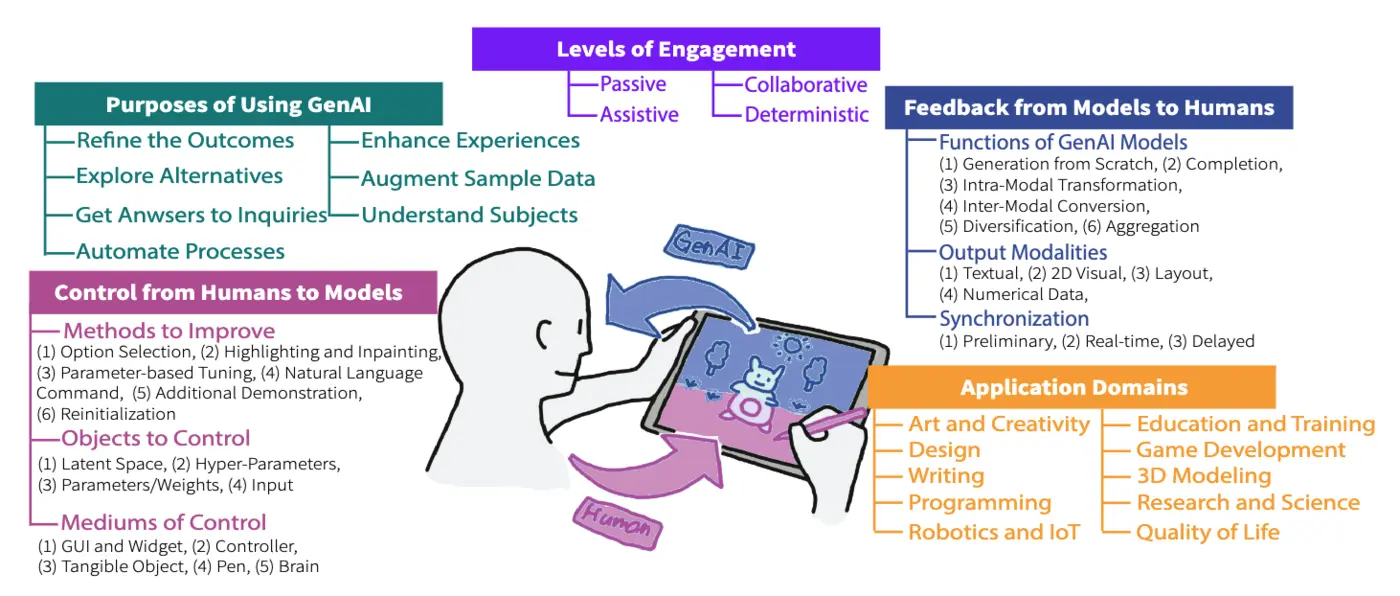 Levels of Engagement
Passive
Collaborative
Assistive
Deterministic
Purposes of Using GenAI
Refine the Outcomes
Enhance Experiences
Explore Alternatives
Augment Sample Data
Get Anwsers to Inquiries
Understand Subjects
Automate Processes
Control from Humans to Models
Methods to Improve
(1) Option Selection, (2) Highlighting and Inpainting,
(3) Parameter-based Tuning, (4) Natural Language
Command, (5) Additional Demonstration,
(6) Reinitialization
Objects to Control
(1) Latent Space, (2) Hyper-Parameters,
(3) Parameters/Weights, (4) Input
Mediums of Control
(1) GUI and Widget, (2) Controller,
(3) Tangible Object, (4) Pen, (5) Brain
GenAI
Human
Feedback from Models to Humans
Functions of GenAI Models
(1) Generation from Scratch, (2) Completion,
(3) Intra-Modal Transformation,
(4) Inter-Modal Conversion,
(5) Diversification, (6) Aggregation
Output Modalities
(1) Textual, (2) 2D Visual, (3) Layout,
(4) Numerical Data,
Synchronization
(1) Preliminary, (2) Real-time, (3) Delayed
Application Domains
Art and Creativity
Education and Training
Design
Game Development
Writing
3D Modeling
Programming
Research and Science
Robotics and IoT
Quality of Life